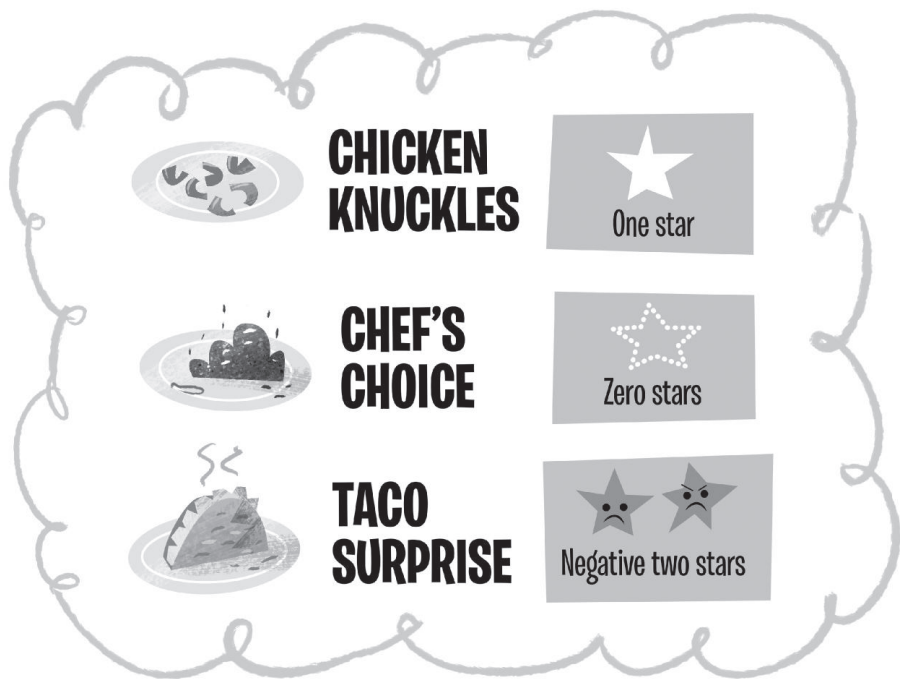 CHICKEN
KNUCKLES
One star
CHEF'S
CHOICE
Zero stars
TACO
SURPRISE
Negative two stars